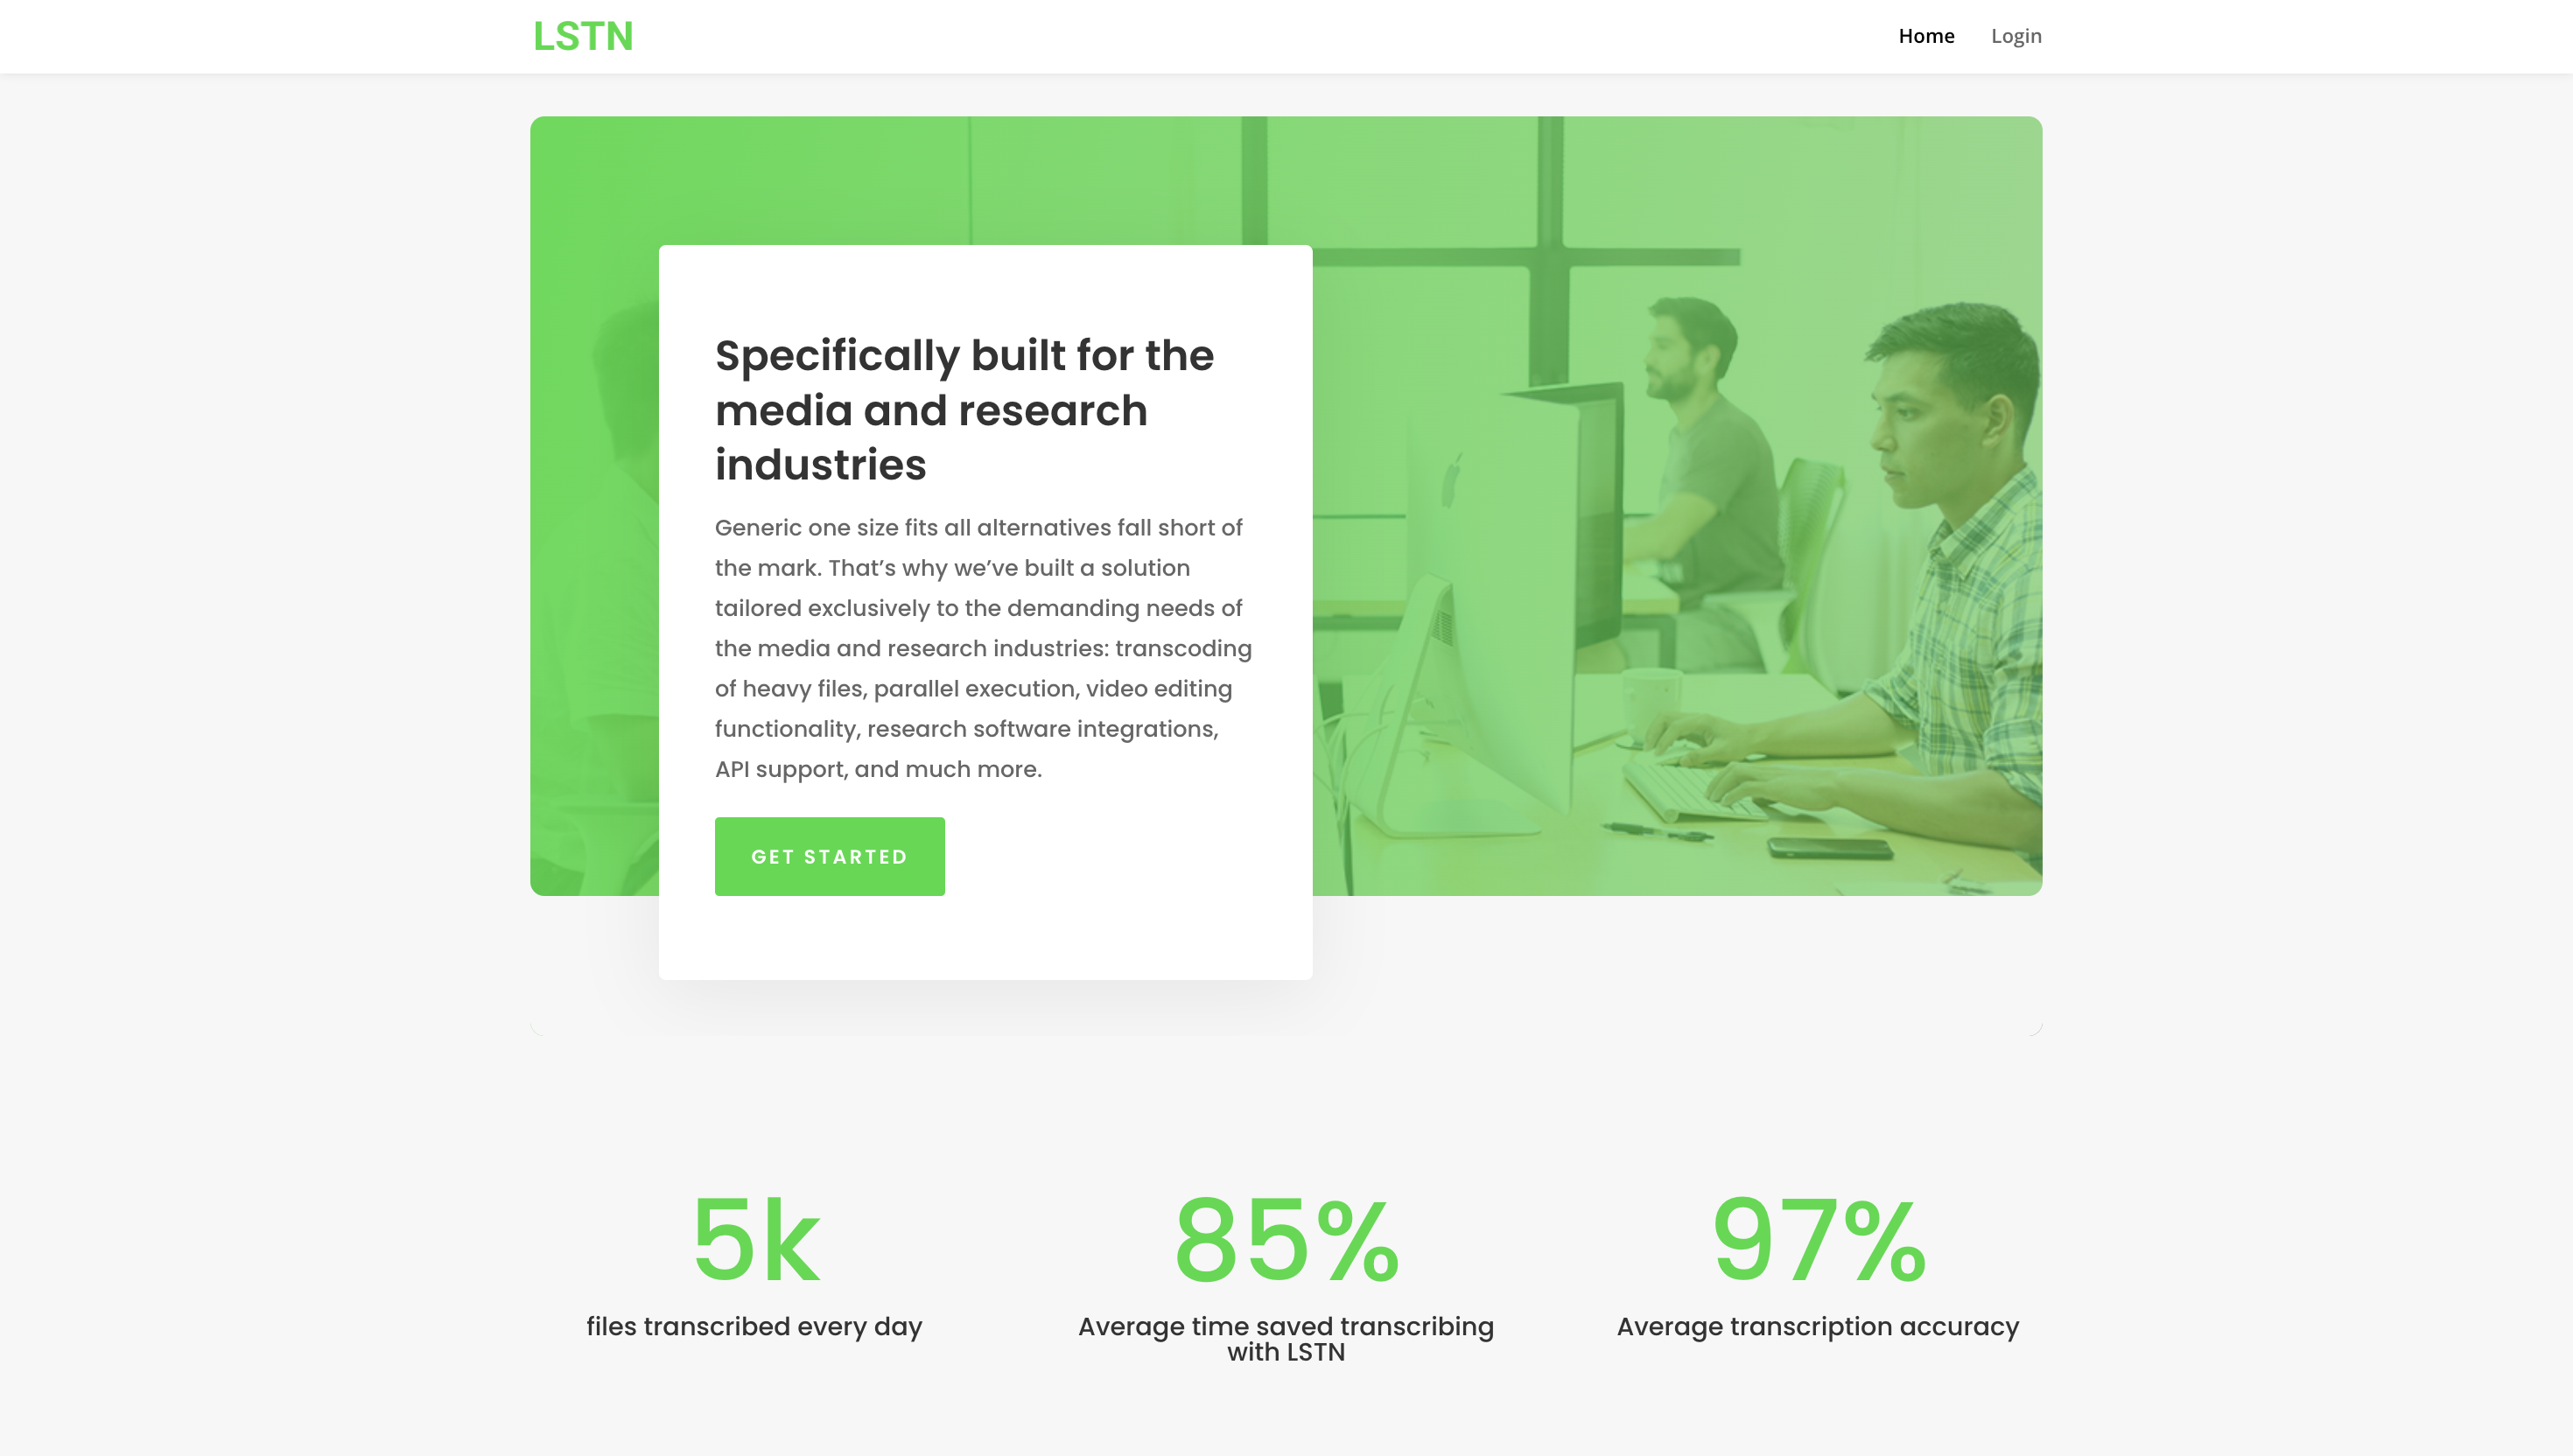 LSTN
Home
Login
Specifically built for the
media and research
industries
Generic one size fits all alternatives fall short of
the mark. That’s why we’ve built a solution
tailored exclusively to the demanding needs of
the media and research industries: transcoding
of heavy files, parallel execution, video editing
functionality, research software integrations,
API support, and much more.
GET STARTED
5k
files transcribed every day
85%
Average time saved transcribing
with LSTN
97%
Average transcription accuracy